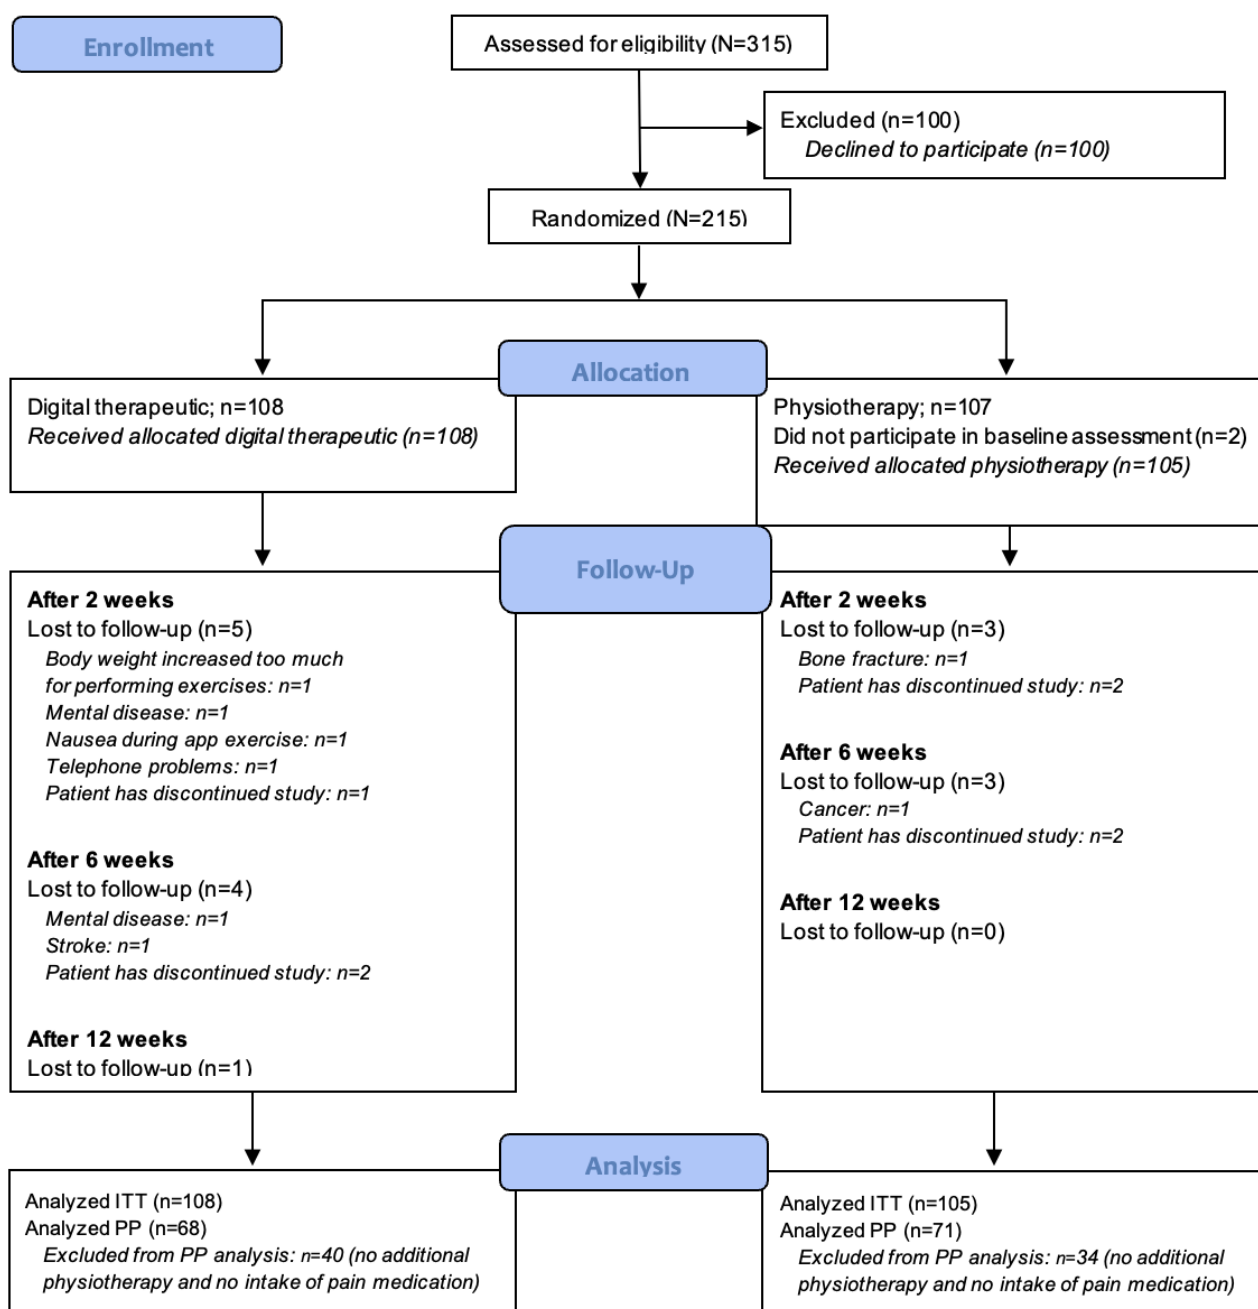 Enrollment
Assessed for eligibility (N=315)
Excluded (n=100)
Declined to participate (n=100)
Randomized (N=215)
Allocation
Digital therapeutic; n=108
Received allocated digital therapeutic (n=108)
Physiotherapy; n=107
Did not participate in baseline assessment (n=2)
Received allocated physiotherapy (n=105)
Follow-Up
After 2 weeks
Lost to follow-up (n=5)
Body weight increased too much
for performing exercises: n=1
Mental disease: n=1
Nausea during app exercise: n=1
Telephone problems: n=1
Patient has discontinued study: n=1
After 6 weeks
Lost to follow-up (n=4)
Mental disease: n=1
Stroke: n=1
Patient has discontinued study: n=2
After 12 weeks
Lost to follow-up (n=1)
After 2 weeks
Lost to follow-up (n=3)
Bone fracture: n=1
Patient has discontinued study: n=2
After 6 weeks
Lost to follow-up (n=3)
Cancer: n=1
Patient has discontinued study: n=2
After 12 weeks
Lost to follow-up (n=0)
Analysis
Analyzed ITT (n=108)
Analyzed PP (n=68)
Excluded from PP analysis: n=40 (no additional
physiotherapy and no intake of pain medication)
Analyzed ITT (n=105)
Analyzed PP (n=71)
Excluded from PP analysis: n=34 (no additional
physiotherapy and no intake of pain medication)